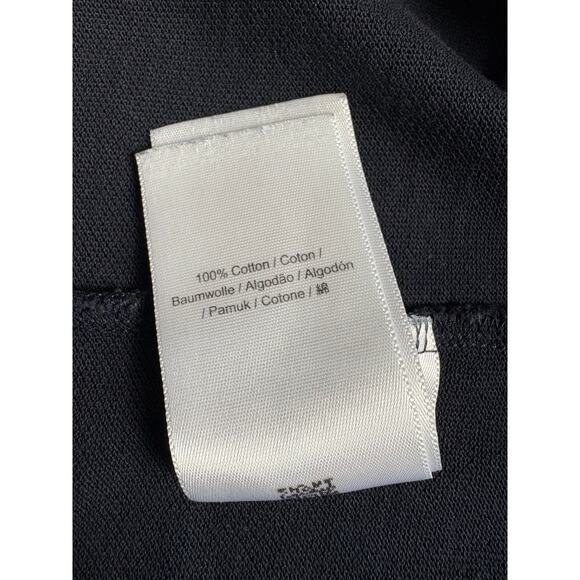 100% Cotton / Coton /
Baumwolle / Algodão / Algodón
/ Pamuk / Cotone / 綿